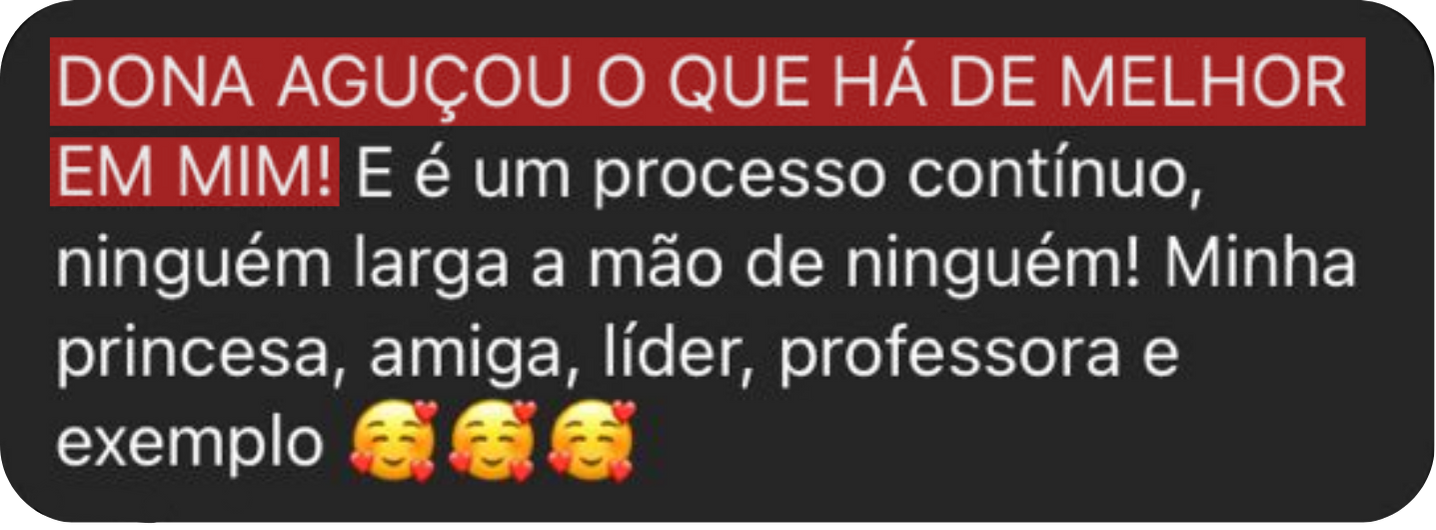 DONA AGUÇOU O QUE HÁ DE MELHOR
EM MIM! E é um processo contínuo,
ninguém larga a mão de ninguém! Minha
princesa, amiga, líder, professora e
exemplo 🥰🥰🥰